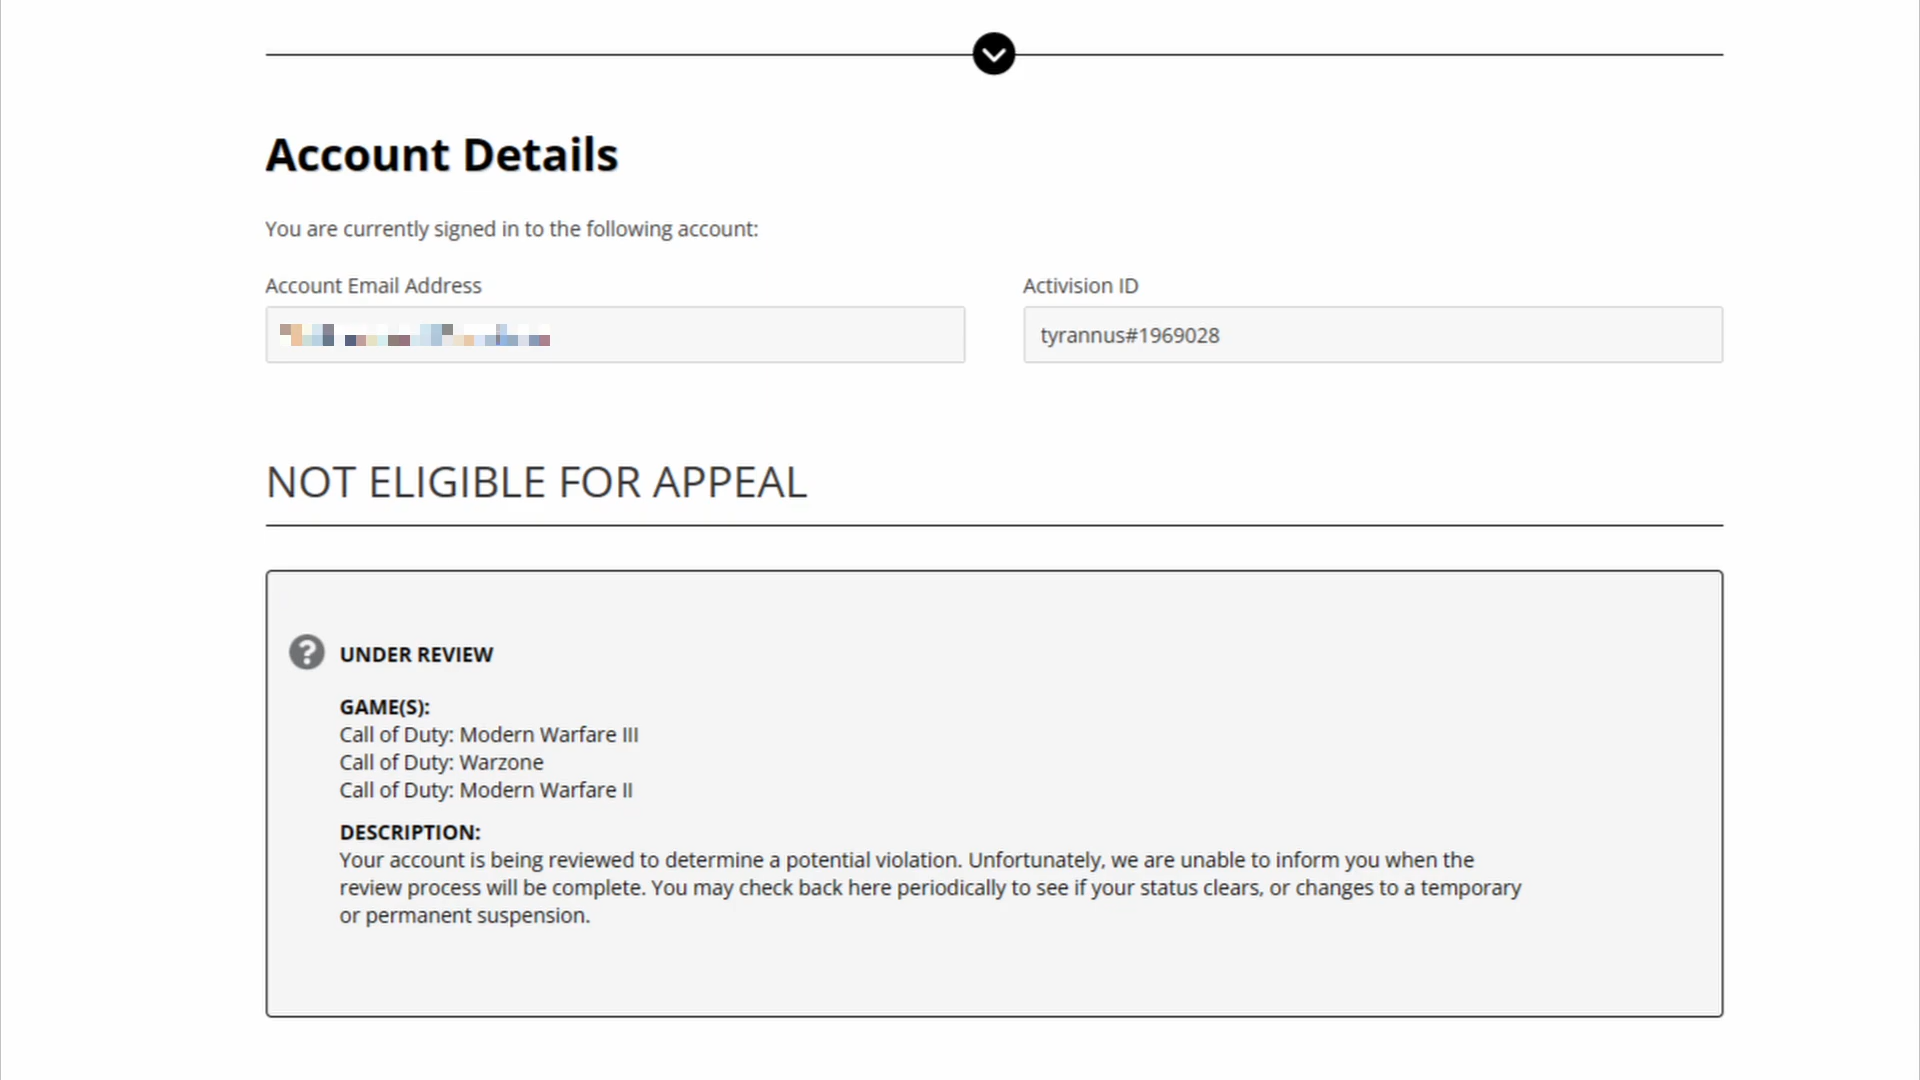 Account Details
You are currently signed in to the following account:
Account Email Address
Activision ID
tyrannus#1969028
NOT ELIGIBLE FOR APPEAL
UNDER REVIEW
GAME(S):
Call of Duty: Modern Warfare III
Call of Duty: Warzone
Call of Duty: Modern Warfare II
DESCRIPTION:
Your account is being reviewed to determine a potential violation. Unfortunately, we are unable to inform you when the
review process will be complete. You may check back here periodically to see if your status clears, or changes to a temporary
or permanent suspension.